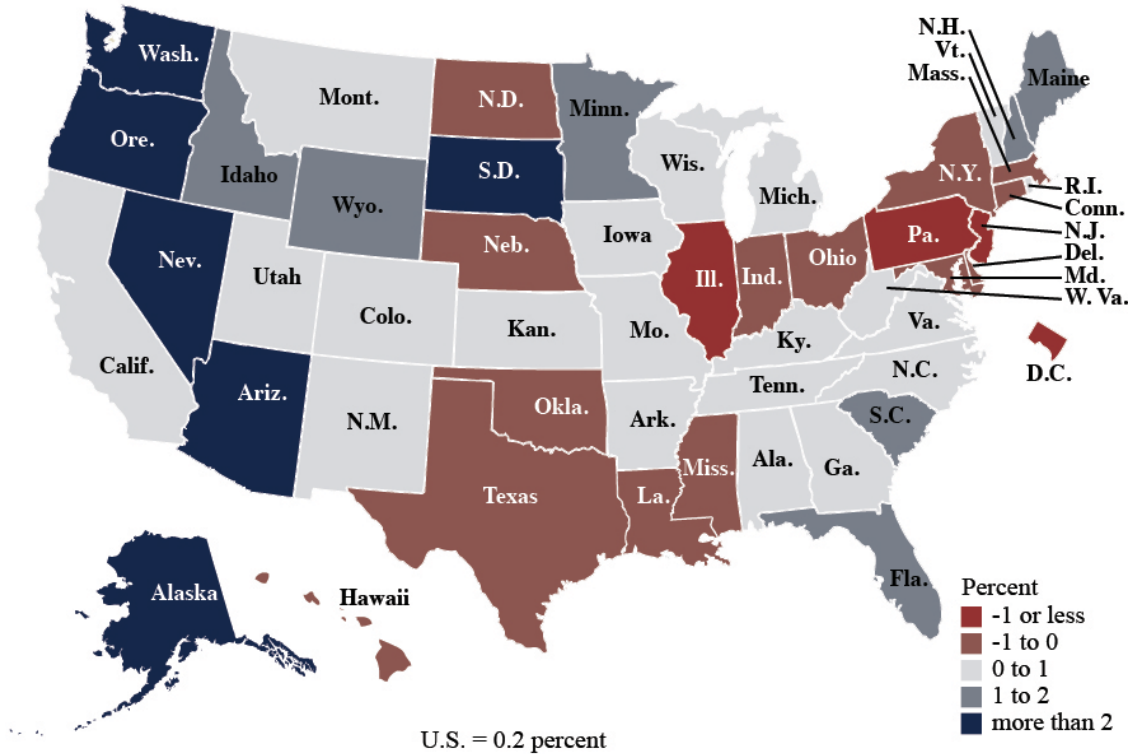 N.H.
Vt.
Mass.
Wash.
Mont.
N.D.
Minn.
Maine
Ore.
Idaho
S.D.
Wis.
N.Y.
R.I.
Wyo.
Mich.
Conn.
N.J.
Nev.
Neb.
Iowa
Pa.
Del.
Utah
Ill.
Ind.
Ohio
Md.
W. Va.
Colo.
Kan.
Mo.
Ky.
Va.
Calif.
D.C.
Ariz.
N.M.
Okla.
Ark.
Tenn.
N.C.
S.C.
Texas
La.
Miss.
Ala.
Ga.
Alaska
Hawaii
Fla.
Percent
-1 or less
-1 to 0
0 to 1
1 to 2
more than 2
U.S. = 0.2 percent